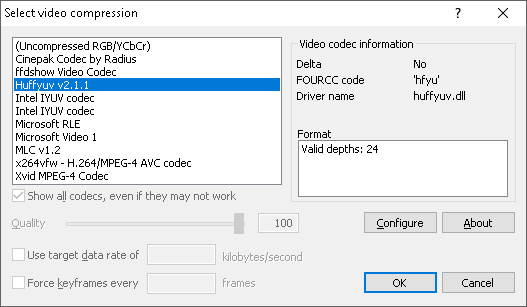 Select video compression
(Uncompressed RGB/YCbCr)
Cinepak Codec by Radius
ffdshow Video Codec
Huffyuv v2.1.1
Intel IYUV codec
Intel IYUV codec
Microsoft RLE
Microsoft Video 1
MLC v1.2
x264vfw - H.264/MPEG-4 AVC codec
Xvid MPEG-4 Codec
Video codec information
Delta No
FOURCC code 'hfyu'
Driver name huffyuv.dll
Format
Valid depths: 24
Show all codecs, even if they may not work
Quality 100
Configure About
Use target data rate of kilobytes/second
Force keyframes every frames
OK Cancel